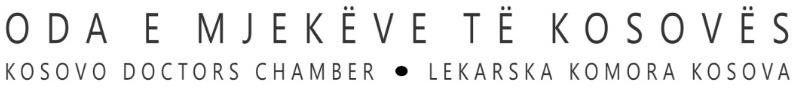 ODA E MJEKËVE TË KOSOVËS
KOSOVO DOCTORS CHAMBER • LEKARSKA KOMORA KOSOVA